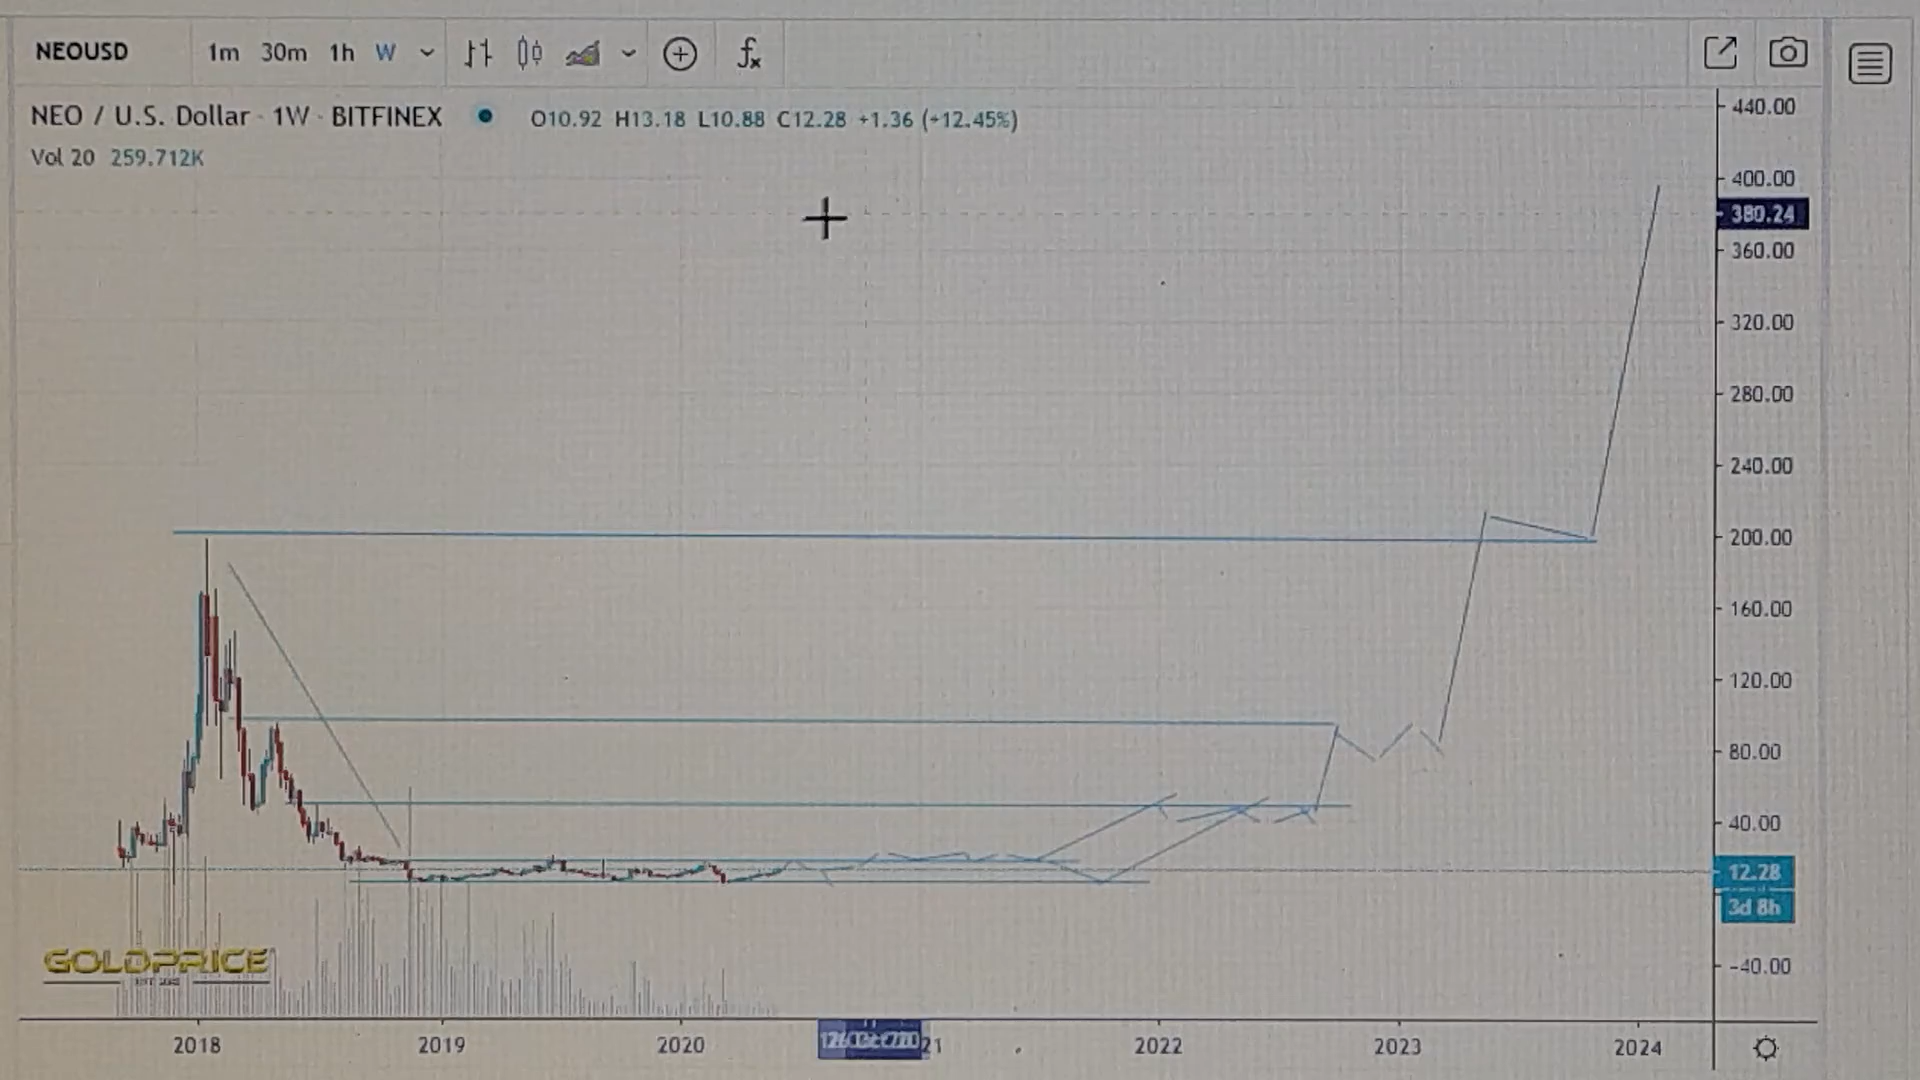 NEOUSD 1m 30m 1h W
NEO / U.S. Dollar · 1W · BITFINEX O10.92 H13.18 L10.88 C12.28 +1.36 (+12.45%)
Vol 20 259.712K
440.00
400.00
380.24
360.00
320.00
280.00
240.00
200.00
160.00
120.00
80.00
40.00
12.28
3d 8h
-40.00
GOLDPRICE
2018 2019 2020 21 2022 2023 2024